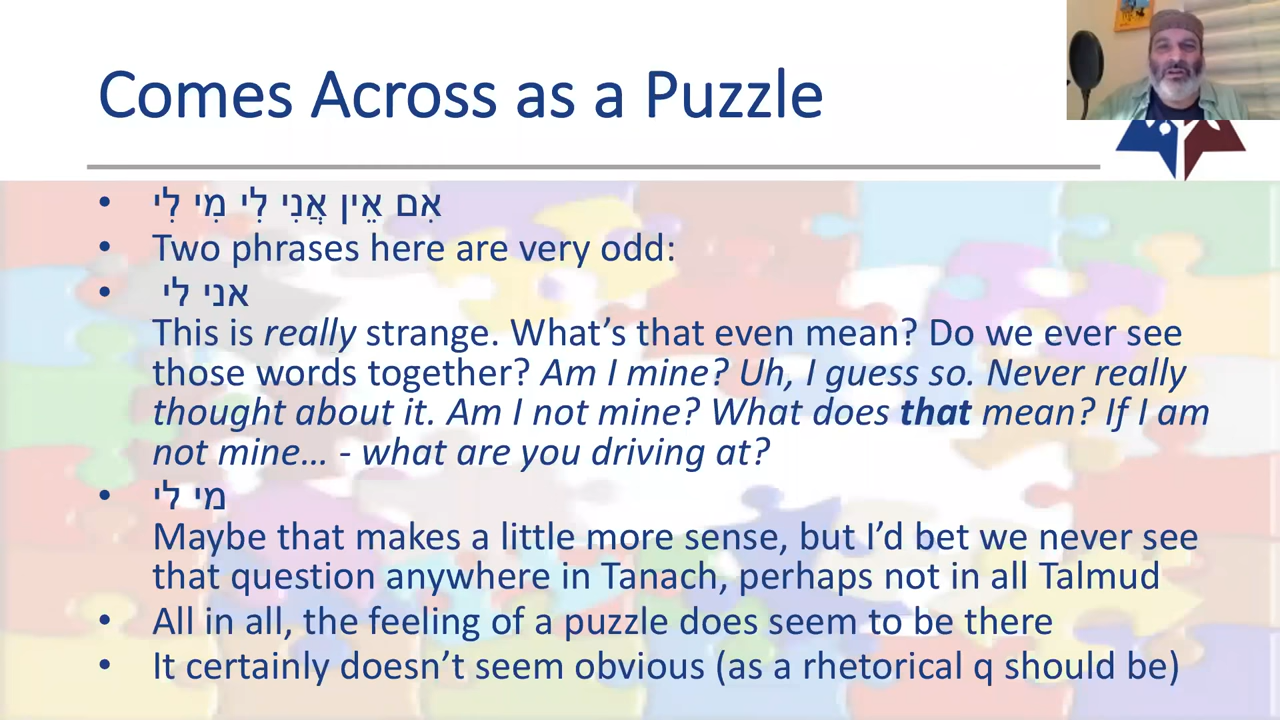 Comes Across as a Puzzle
• אִם אֵין אֲנִי לִי מִי לִי
• Two phrases here are very odd:
• אני לי
This is really strange. What’s that even mean? Do we ever see
those words together? Am I mine? Uh, I guess so. Never really
thought about it. Am I not mine? What does that mean? If I am
not mine… - what are you driving at?
• מי לי
Maybe that makes a little more sense, but I’d bet we never see
that question anywhere in Tanach, perhaps not in all Talmud
• All in all, the feeling of a puzzle does seem to be there
• It certainly doesn’t seem obvious (as a rhetorical q should be)